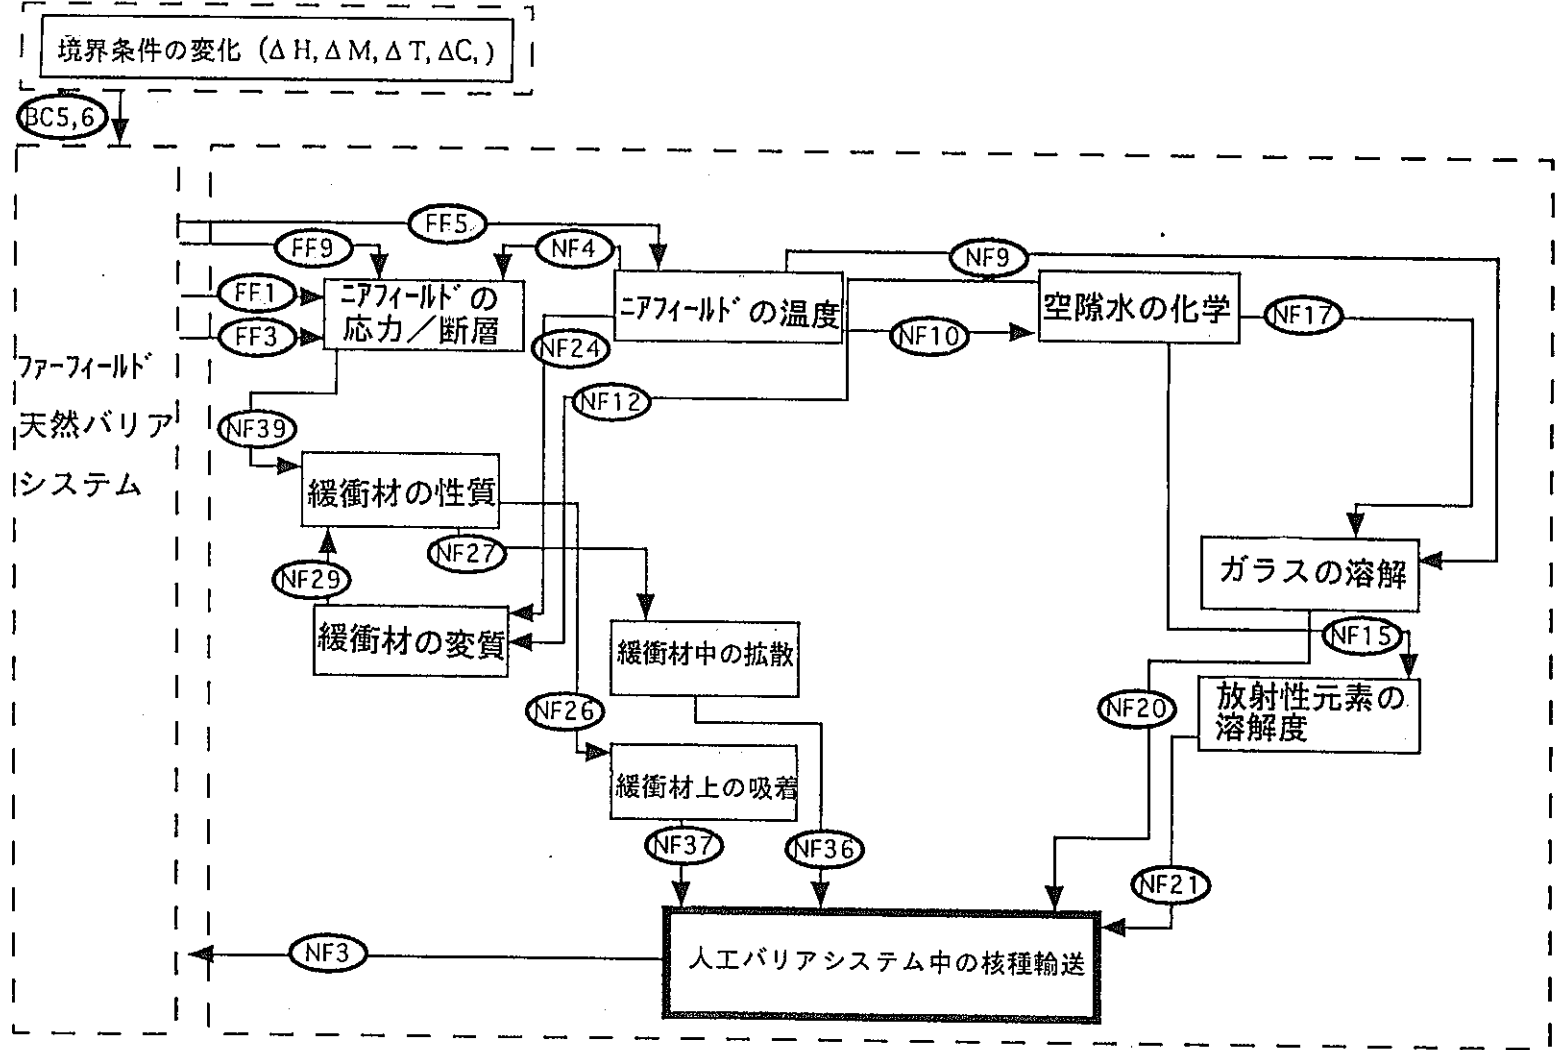 境界条件の変化 (ΔH,ΔM,ΔT,ΔC,)
BC5,6
FF5
FF9
NF4
NF9
FF1
ニアフィールドの
応力／断層
ニアフィールドの温度
空隙水の化学
NF17
FF3
NF24
NF10
ファーフィールド
天然バリア
システム
NF12
NF39
緩衝材の性質
NF27
NF29
ガラスの溶解
緩衝材の変質
緩衝材中の拡散
NF15
NF26
NF20
放射性元素の
溶解度
緩衝材上の吸着
NF37
NF36
NF21
NF3
人工バリアシステム中の核種輸送